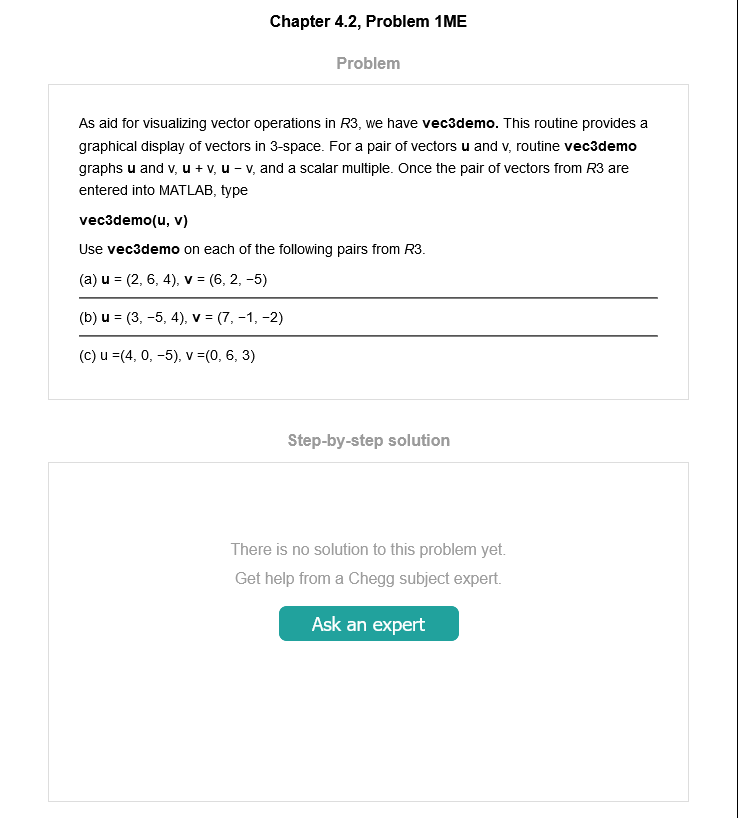 Chapter 4.2, Problem 1ME
Problem
As aid for visualizing vector operations in R3, we have vec3demo. This routine provides a
graphical display of vectors in 3-space. For a pair of vectors u and v, routine vec3demo
graphs u and v, u + v, u − v, and a scalar multiple. Once the pair of vectors from R3 are
entered into MATLAB, type
vec3demo(u, v)
Use vec3demo on each of the following pairs from R3.
(a) u = (2, 6, 4), v = (6, 2, −5)
(b) u = (3, −5, 4), v = (7, −1, −2)
(c) u =(4, 0, −5), v =(0, 6, 3)
Step-by-step solution
There is no solution to this problem yet.
Get help from a Chegg subject expert.
Ask an expert